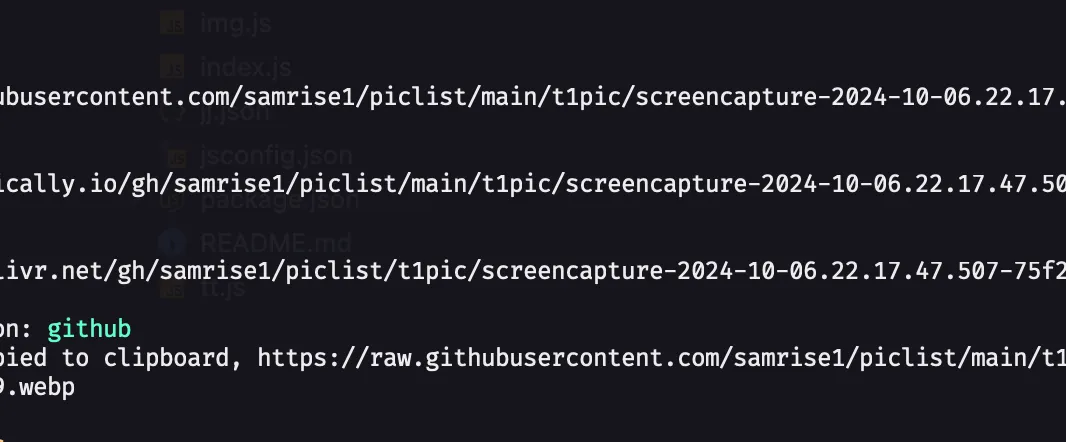 img.js
index.js
ubusercontent.com/samrise1/piclist/main/t1pic/screencapture-2024-10-06.22.17.
jj.json
jsconfig.json
ically.io/gh/samrise1/piclist/main/t1pic/screencapture-2024-10-06.22.17.47.50
package.json
README.md
livr.net/gh/samrise1/piclist/t1pic/screencapture-2024-10-06.22.17.47.507-75f2
tt.js
on: github
pied to clipboard, https://raw.githubusercontent.com/samrise1/piclist/main/t1
9.webp